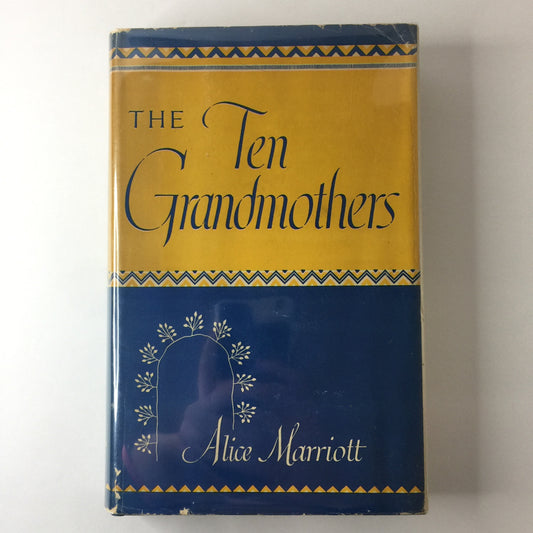 THE Ten
Grandmothers
Alice Marriott